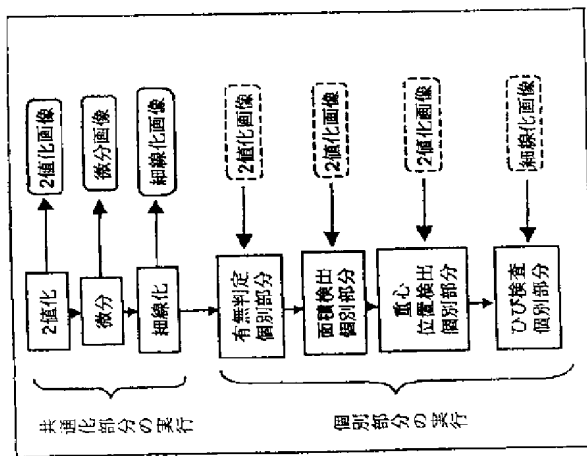 共通化部分の実行
2値化
2値化画像
微分
微分画像
細線化
細線化画像
個別部分の実行
有無判定
個別部分
2値化画像
面積検出
個別部分
2値化画像
重心
位置検出
個別部分
2値化画像
ひび検査
個別部分
細線化画像